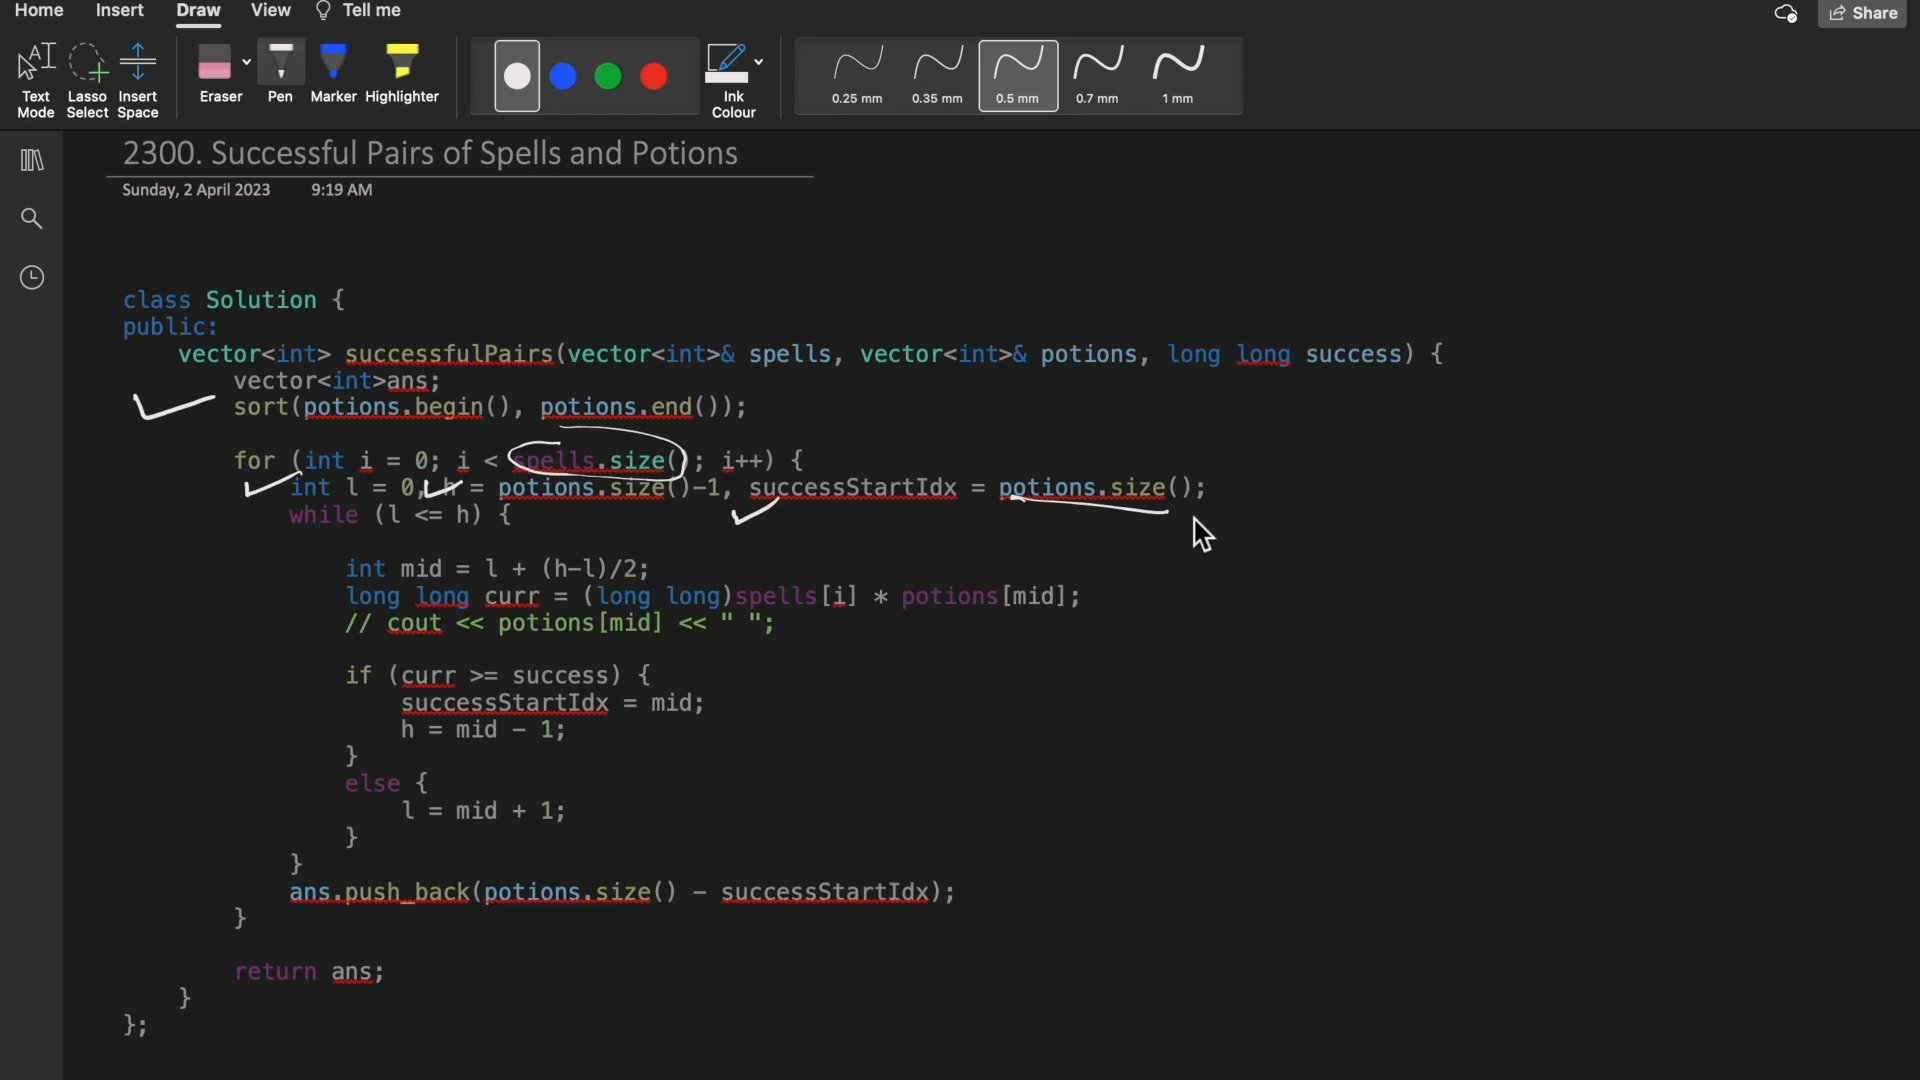 Home Insert Draw View Tell me Share
Text Mode Lasso Select Insert Space Eraser Pen Marker Highlighter Ink Colour 0.25 mm 0.35 mm 0.5 mm 0.7 mm 1 mm
2300. Successful Pairs of Spells and Potions
Sunday, 2 April 2023 9:19 AM
class Solution {
public:
    vector<int> successfulPairs(vector<int>& spells, vector<int>& potions, long long success) {
        vector<int>ans;
        sort(potions.begin(), potions.end());
        for (int i = 0; i < spells.size(); i++) {
            int l = 0, h = potions.size()-1, successStartIdx = potions.size();
            while (l <= h) {
                int mid = l + (h-l)/2;
                long long curr = (long long)spells[i] * potions[mid];
                // cout << potions[mid] << " ";
                if (curr >= success) {
                    successStartIdx = mid;
                    h = mid - 1;
                }
                else {
                    l = mid + 1;
                }
            }
            ans.push_back(potions.size() - successStartIdx);
        }
        return ans;
    }
};